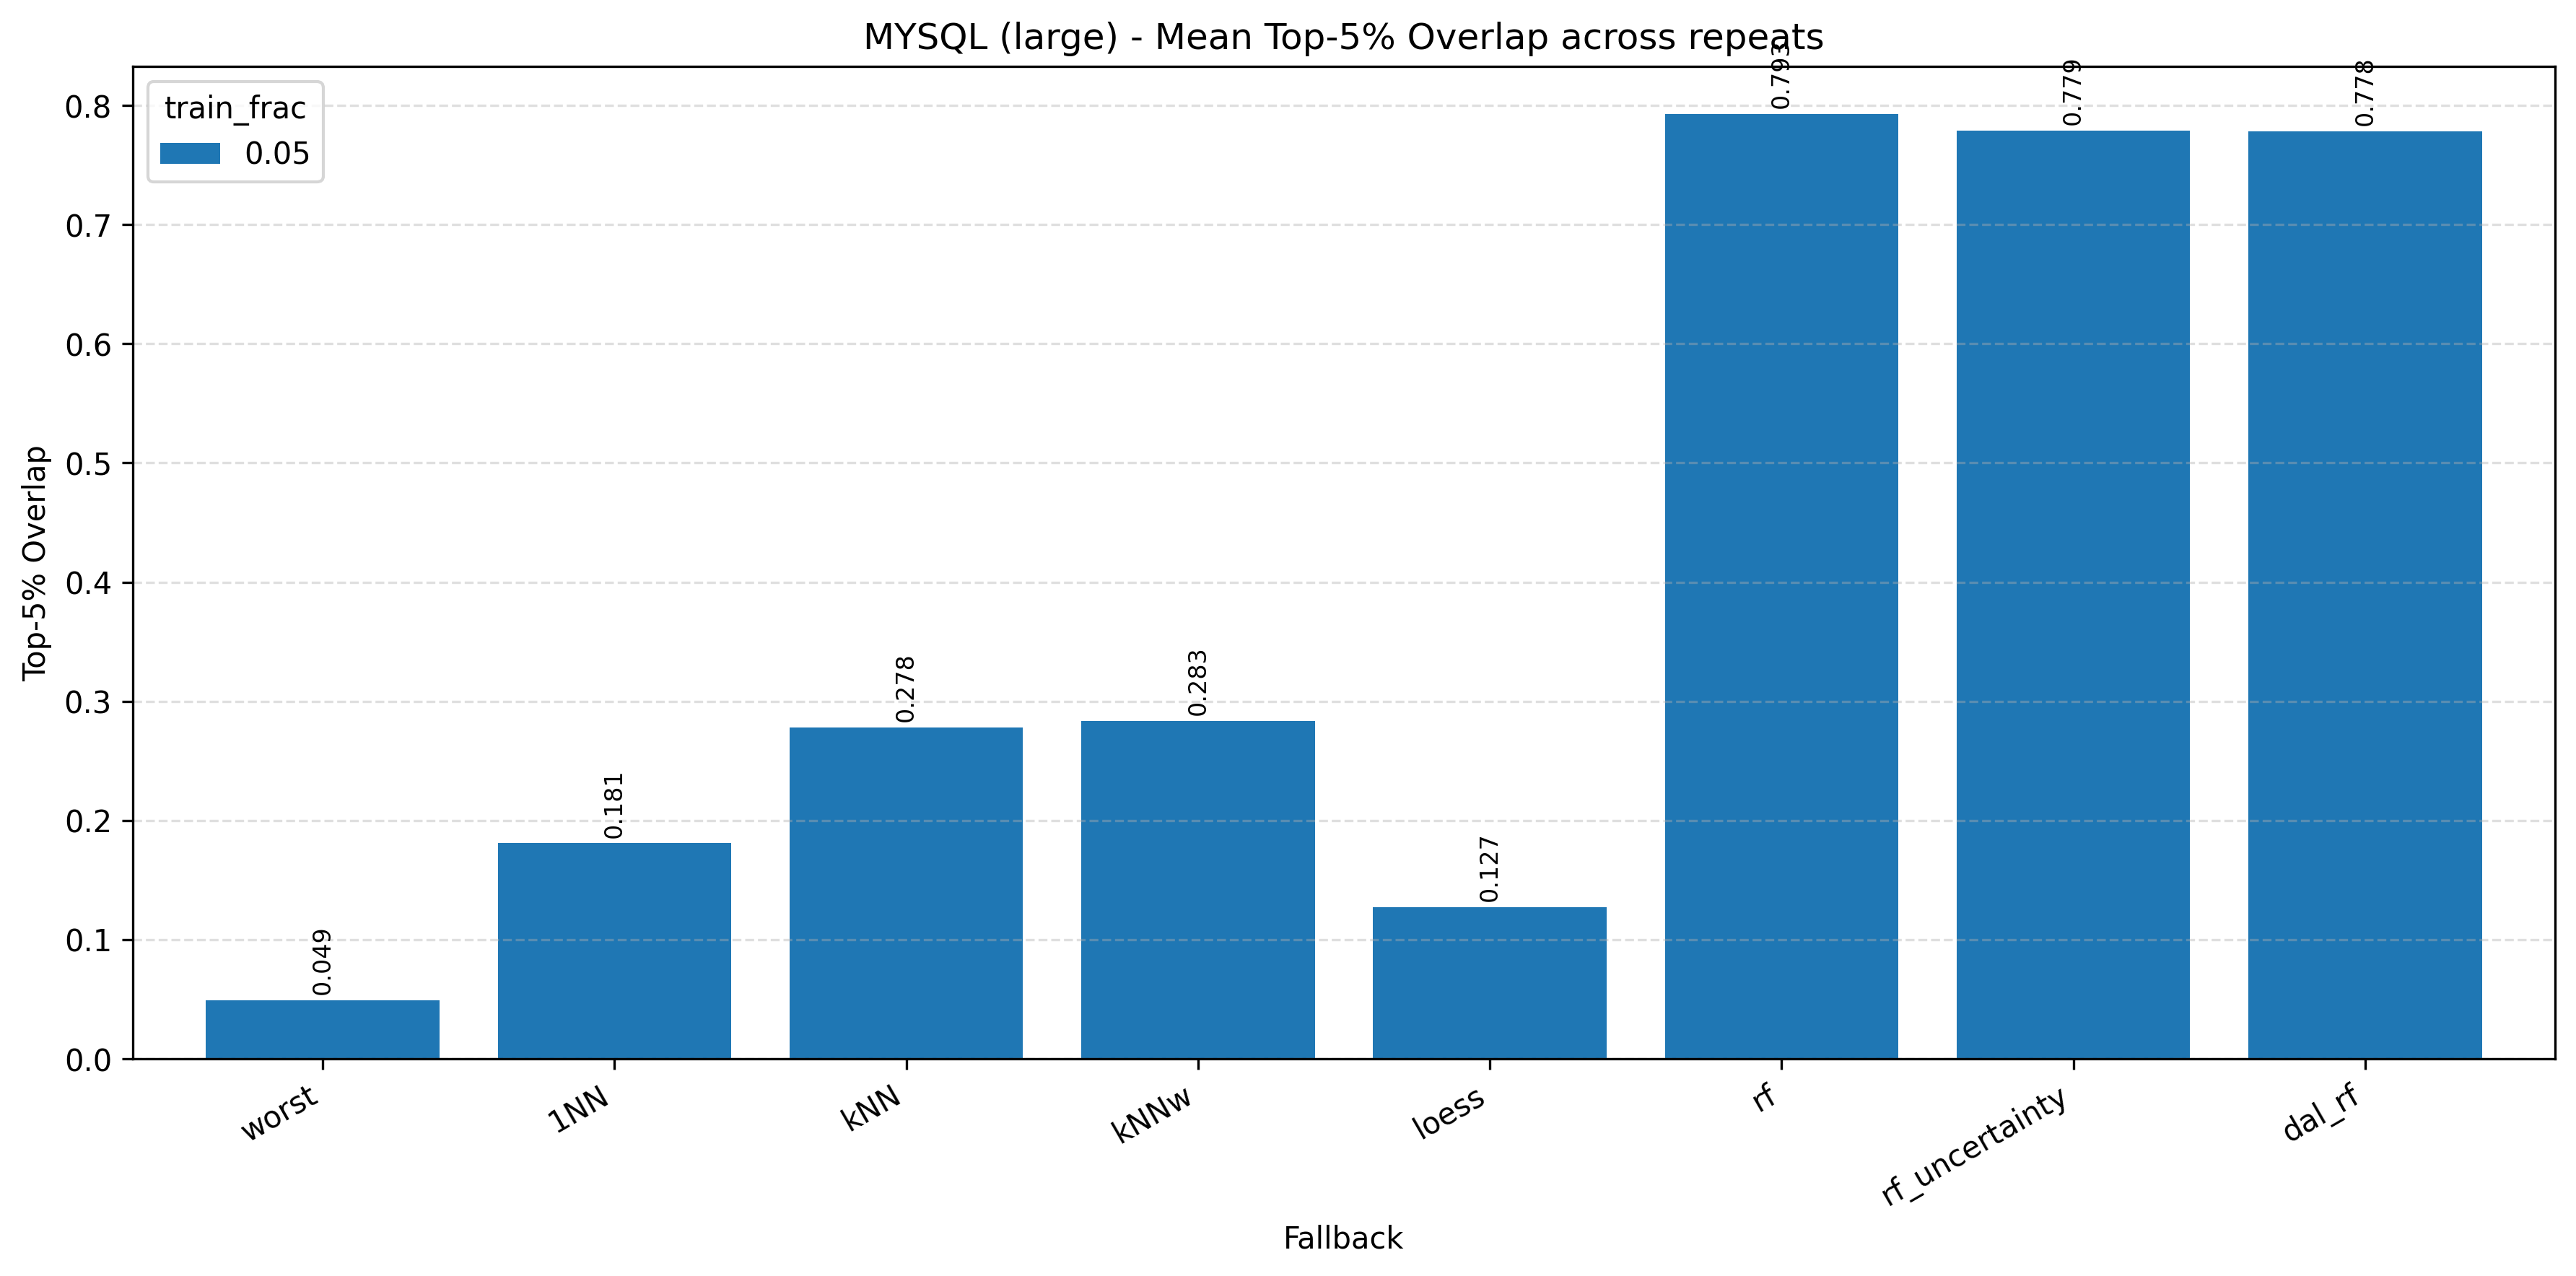 MYSQL (large) - Mean Top-5% Overlap across repeats
train_frac
0.05
Top-5% Overlap
0.8
0.7
0.6
0.5
0.4
0.3
0.2
0.1
0.0
0.049
0.181
0.278
0.283
0.127
0.793
0.779
0.778
worst
1NN
kNN
kNNw
loess
rf
rf_uncertainty
dal_rf
Fallback